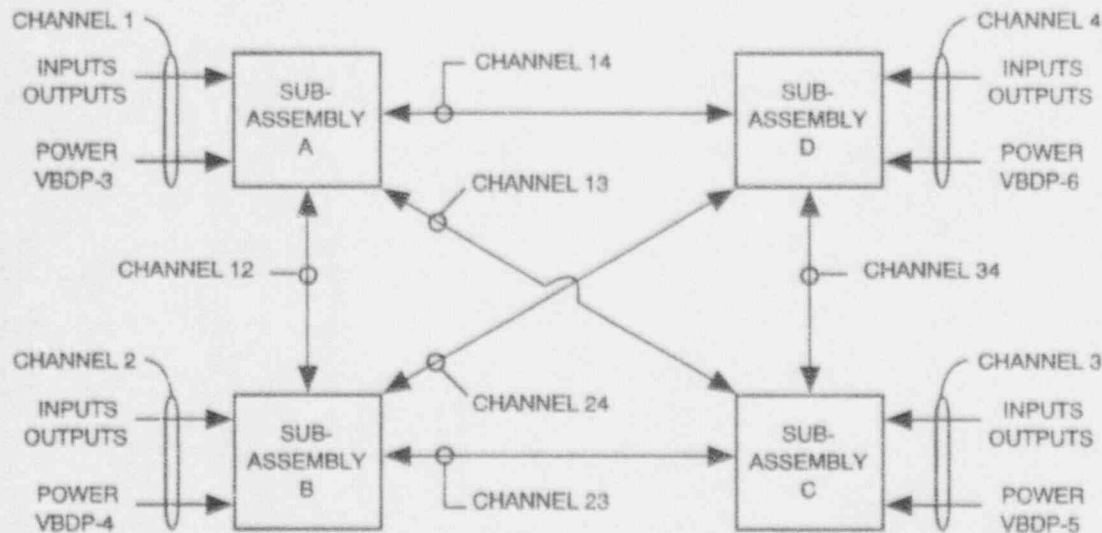 CHANNEL 1
CHANNEL 4
INPUTS
OUTPUTS
SUB-
ASSEMBLY
A
CHANNEL 14
SUB-
ASSEMBLY
D
INPUTS
OUTPUTS
POWER
VBDP-3
POWER
VBDP-6
CHANNEL 13
CHANNEL 12
CHANNEL 34
CHANNEL 2
CHANNEL 3
INPUTS
OUTPUTS
CHANNEL 24
SUB-
ASSEMBLY
B
SUB-
ASSEMBLY
C
INPUTS
OUTPUTS
POWER
VBDP-4
CHANNEL 23
POWER
VBDP-5